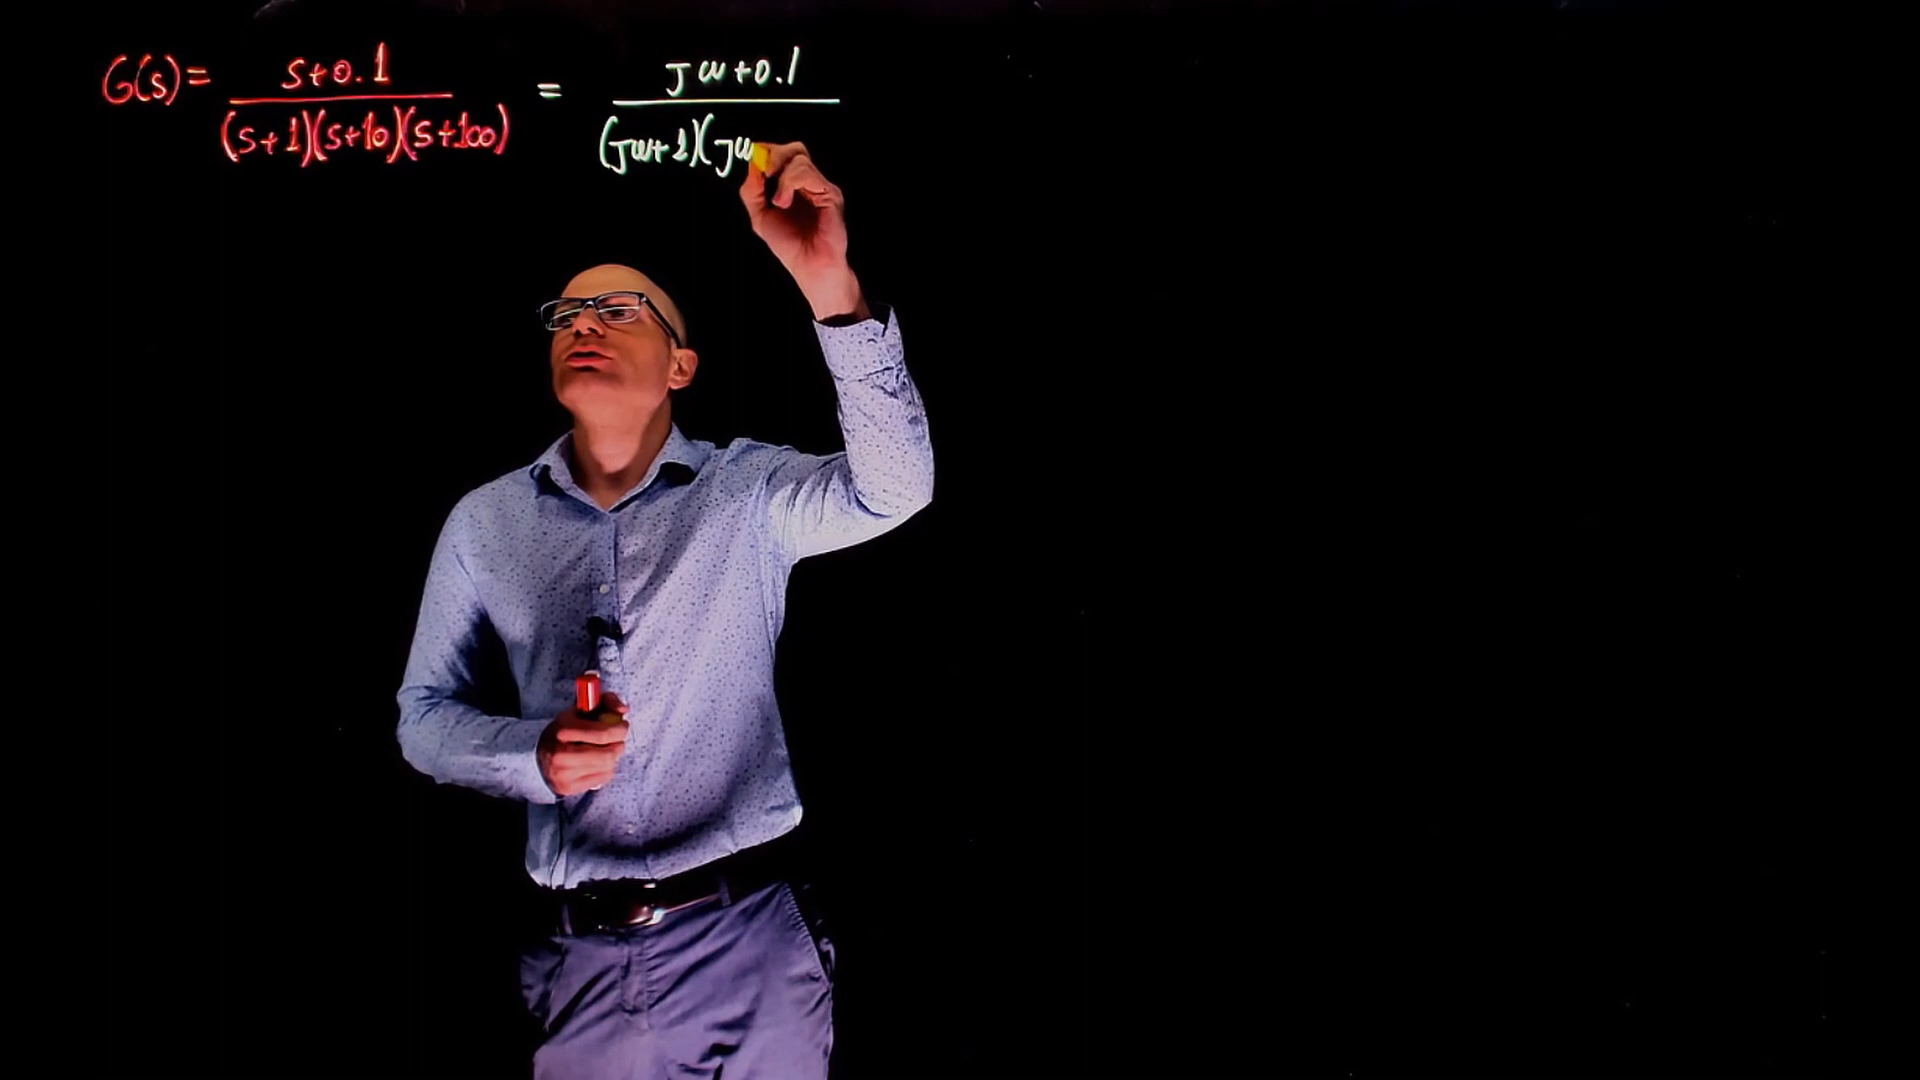 G(s) = s+0.1 / (s+1)(s+10)(s+100) = jω+0.1 / (jω+1)(jω